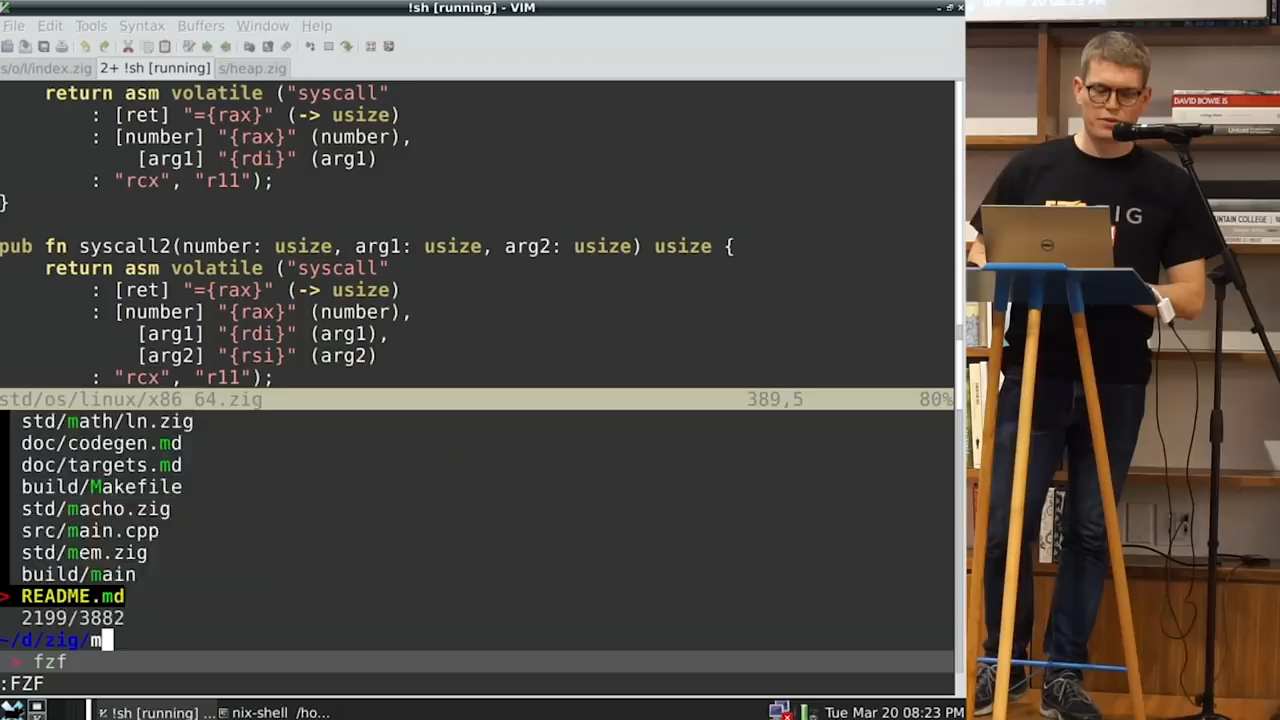 !sh [running] - VIM
File Edit Tools Syntax Buffers Window Help
s/o/l/index.zig 2+ !sh [running] s/heap.zig
return asm volatile ("syscall"
: [ret] "={rax}" (-> usize)
: [number] "{rax}" (number),
[arg1] "{rdi}" (arg1)
: "rcx", "r11");
}
pub fn syscall2(number: usize, arg1: usize, arg2: usize) usize {
return asm volatile ("syscall"
: [ret] "={rax}" (-> usize)
: [number] "{rax}" (number),
[arg1] "{rdi}" (arg1),
[arg2] "{rsi}" (arg2)
: "rcx", "r11");
std/os/linux/x86_64.zig 389,5 80%
std/math/ln.zig
doc/codegen.md
doc/targets.md
build/Makefile
std/macho.zig
src/main.cpp
std/mem.zig
build/main
> README.md
2199/3882
~/d/zig/m
> fzf
:FZF
!sh [running] ... nix-shell /ho... Tue Mar 20 08:23 PM
DAVID BOWIE IS
IG